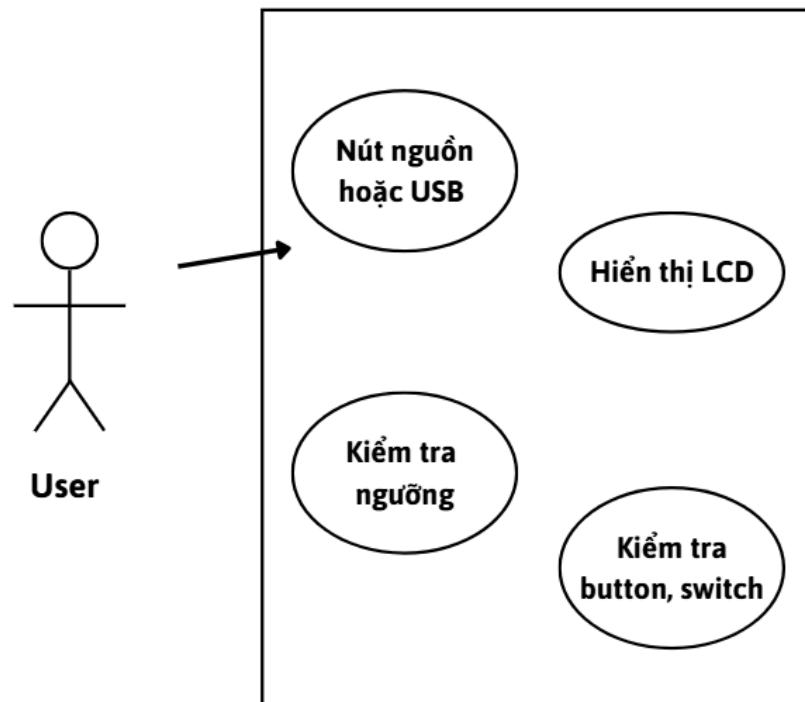 Nút nguồn
hoặc USB
Hiển thị LCD
Kiểm tra
ngưỡng
User
Kiểm tra
button, switch